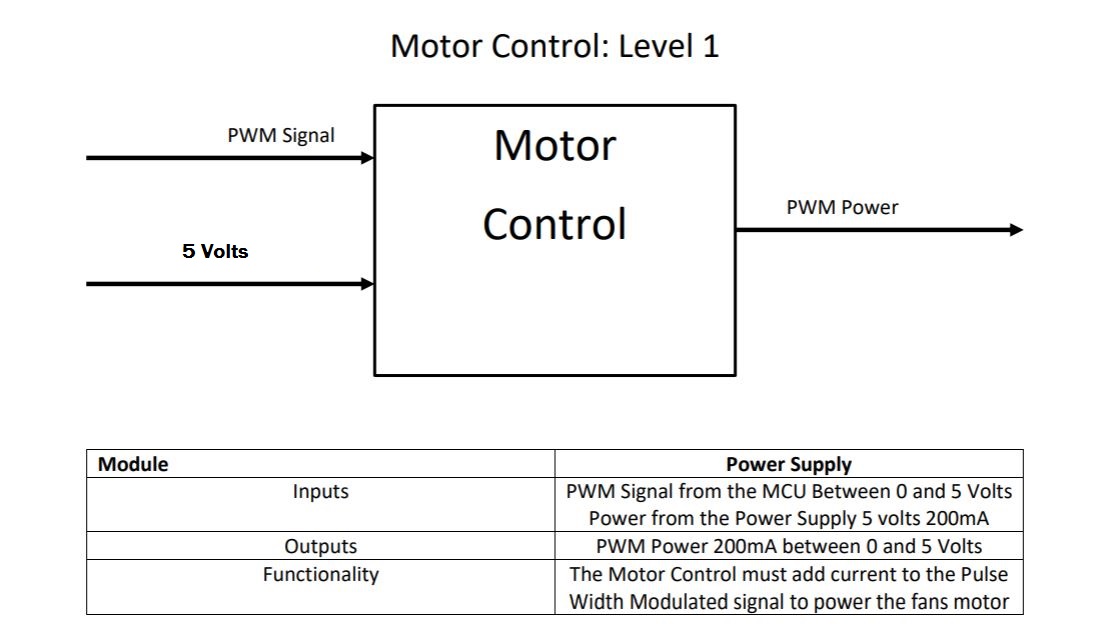 Motor Control: Level 1
PWM Signal
Motor
Control
PWM Power
5 Volts
Module Power Supply
Inputs PWM Signal from the MCU Between 0 and 5 Volts
Power from the Power Supply 5 volts 200mA
Outputs PWM Power 200mA between 0 and 5 Volts
Functionality The Motor Control must add current to the Pulse
Width Modulated signal to power the fans motor